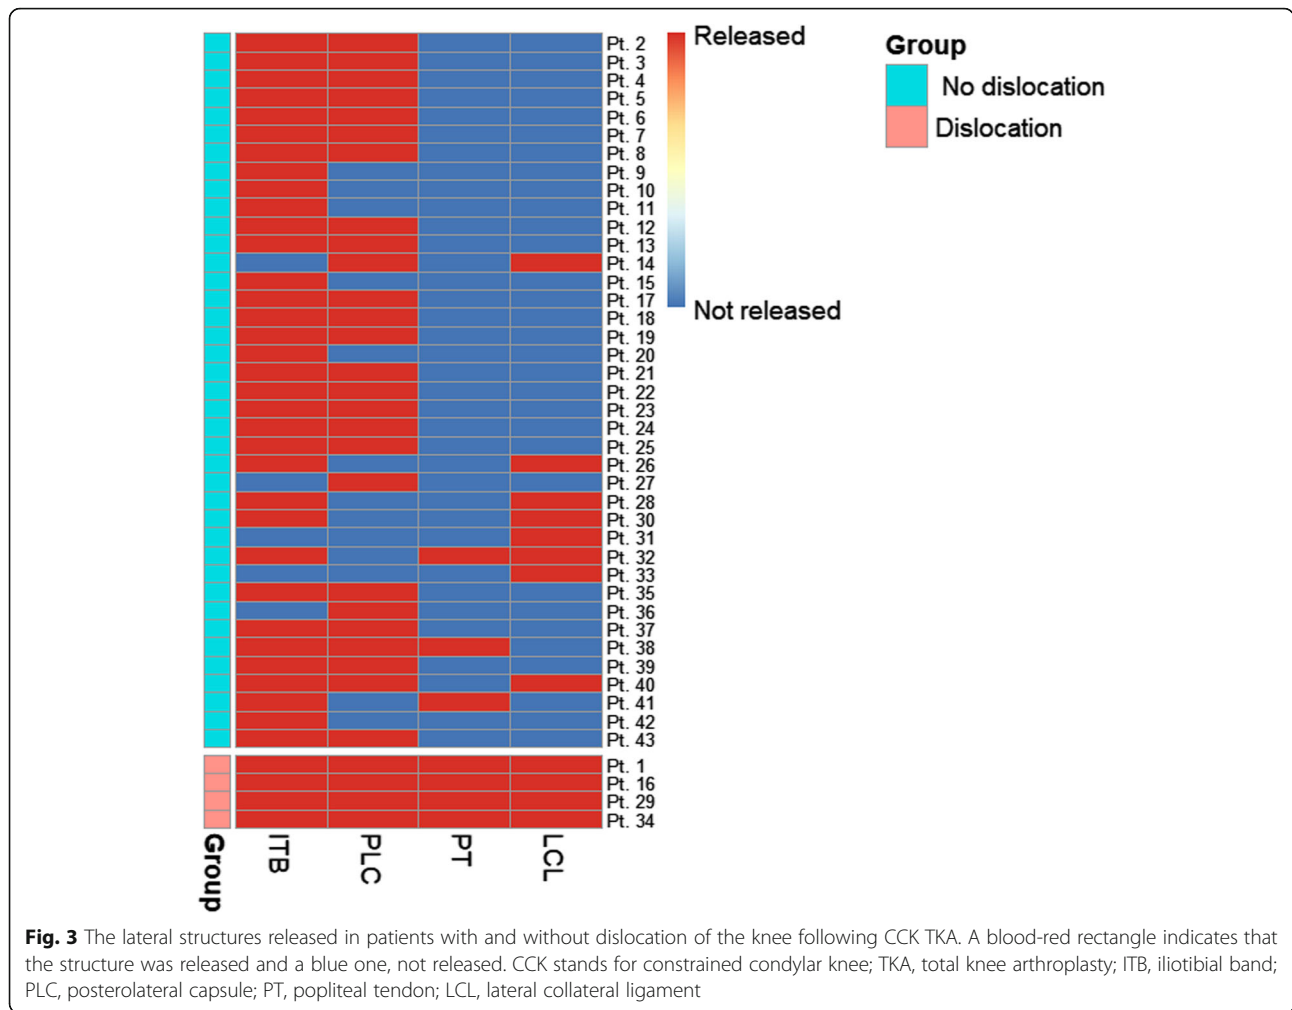 Pt. 2
Pt. 3
Pt. 4
Pt. 5
Pt. 6
Pt. 7
Pt. 8
Pt. 9
Pt. 10
Pt. 11
Pt. 12
Pt. 13
Pt. 14
Pt. 15
Pt. 17
Pt. 18
Pt. 19
Pt. 20
Pt. 21
Pt. 22
Pt. 23
Pt. 24
Pt. 25
Pt. 26
Pt. 27
Pt. 28
Pt. 30
Pt. 31
Pt. 32
Pt. 33
Pt. 35
Pt. 36
Pt. 37
Pt. 38
Pt. 39
Pt. 40
Pt. 41
Pt. 42
Pt. 43
Pt. 1
Pt. 16
Pt. 29
Pt. 34
Released
Not released
Group
No dislocation
Dislocation
Group
ITB
PLC
PT
LCL
Fig. 3 The lateral structures released in patients with and without dislocation of the knee following CCK TKA. A blood-red rectangle indicates that
the structure was released and a blue one, not released. CCK stands for constrained condylar knee; TKA, total knee arthroplasty; ITB, iliotibial band;
PLC, posterolateral capsule; PT, popliteal tendon; LCL, lateral collateral ligament